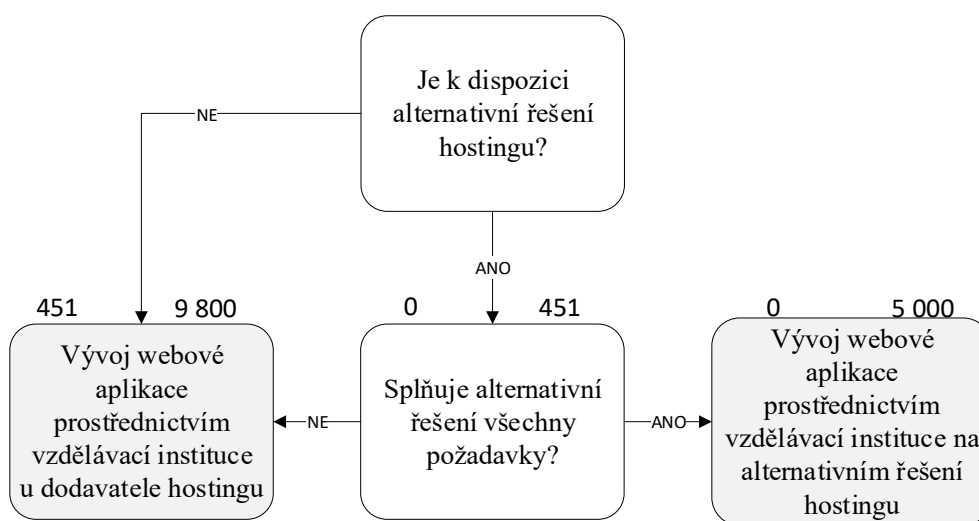 Je k dispozici
alternativní řešení
hostingu?
NE
ANO
451 9 800
Vývoj webové
aplikace
prostřednictvím
vzdělávací instituce
u dodavatele hostingu
NE
0 451
Splňuje alternativní
řešení všechny
požadavky?
ANO
0 5 000
Vývoj webové
aplikace
prostřednictvím
vzdělávací instituce na
alternativním řešení
hostingu